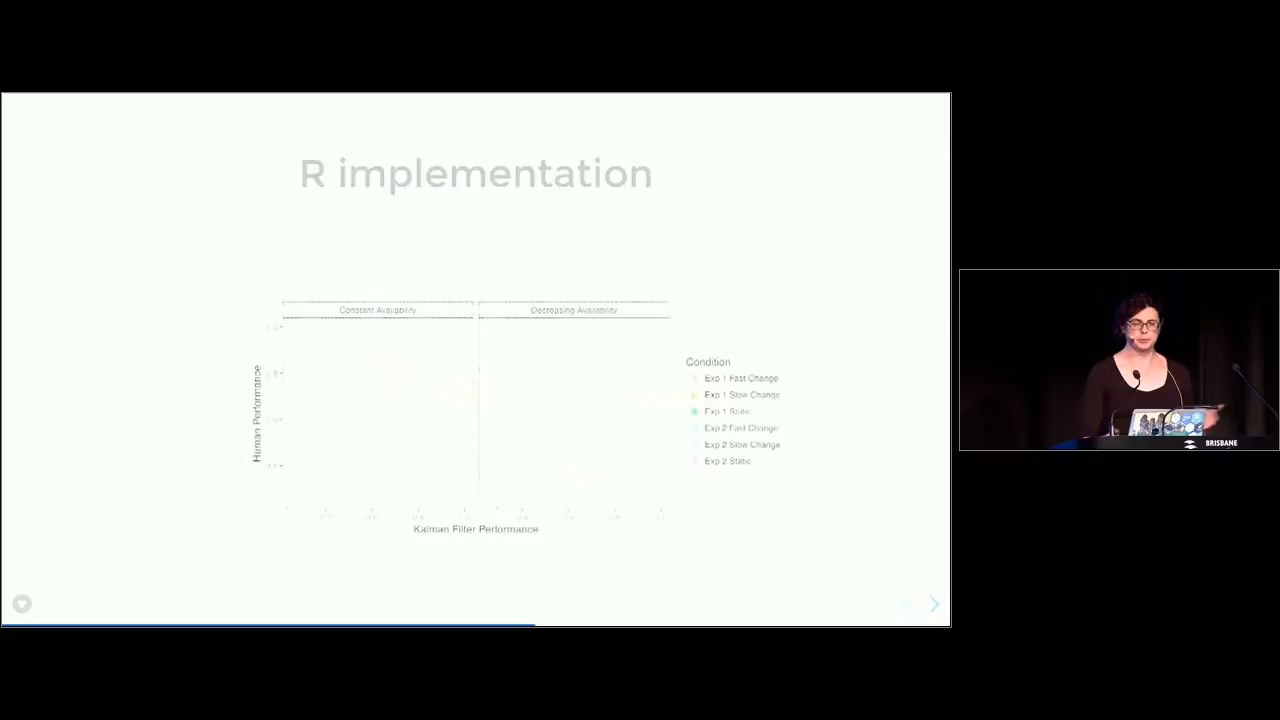 R implementation
Constant Availability
Decreasing Availability
Human Performance
Condition
Exp 1 Fast Change
Exp 1 Slow Change
Exp 1 Static
Exp 2 Fast Change
Exp 2 Slow Change
Exp 2 Static
Kalman Filter Performance
BRISBANE